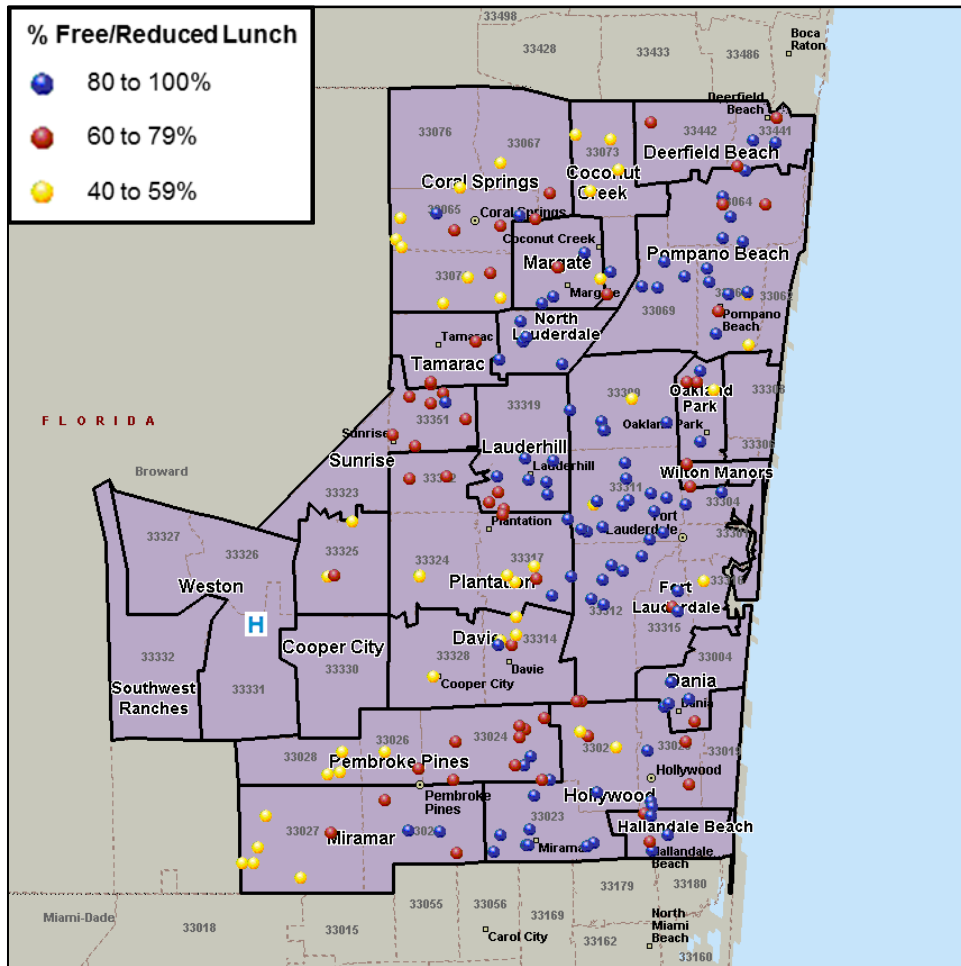 33498
% Free/Reduced Lunch
80 to 100%
60 to 79%
40 to 59%
33428
33433
33486
Boca
Raton
Deerfield
Beach
33076
33067
33073
33442
33441
Deerfield Beach
Coral Springs
Coconut
Creek
33065
Coral Springs
33064
Coconut Creek
Margate
Pompano Beach
Margate
33069
33062
Pompano
Beach
North
Lauderdale
Tamarac
Tamarac
FLORIDA
33351
33319
33309
Oakland
Park
33308
Oakland Park
33306
Sunrise
Sunrise
Lauderhill
Lauderhill
Wilton Manors
Broward
33323
33311
33304
Plantation
Fort
Lauderdale
33327
33326
33325
33324
33317
Plantation
Weston
33316
Fort
Lauderdale
33312
33315
H
Cooper City
Davie
33314
33328
Davie
33004
33332
33331
33330
Cooper City
Dania
Dania
Southwest
Ranches
33028
33026
33024
33019
Pembroke Pines
Hollywood
Pembroke
Pines
Hollywood
33027
Miramar
33023
Miramar
Hallandale Beach
Hallandale
Beach
33179
33180
Miami-Dade
33018
33015
33055
33056
33169
33162
Carol City
North
Miami
Beach
33160